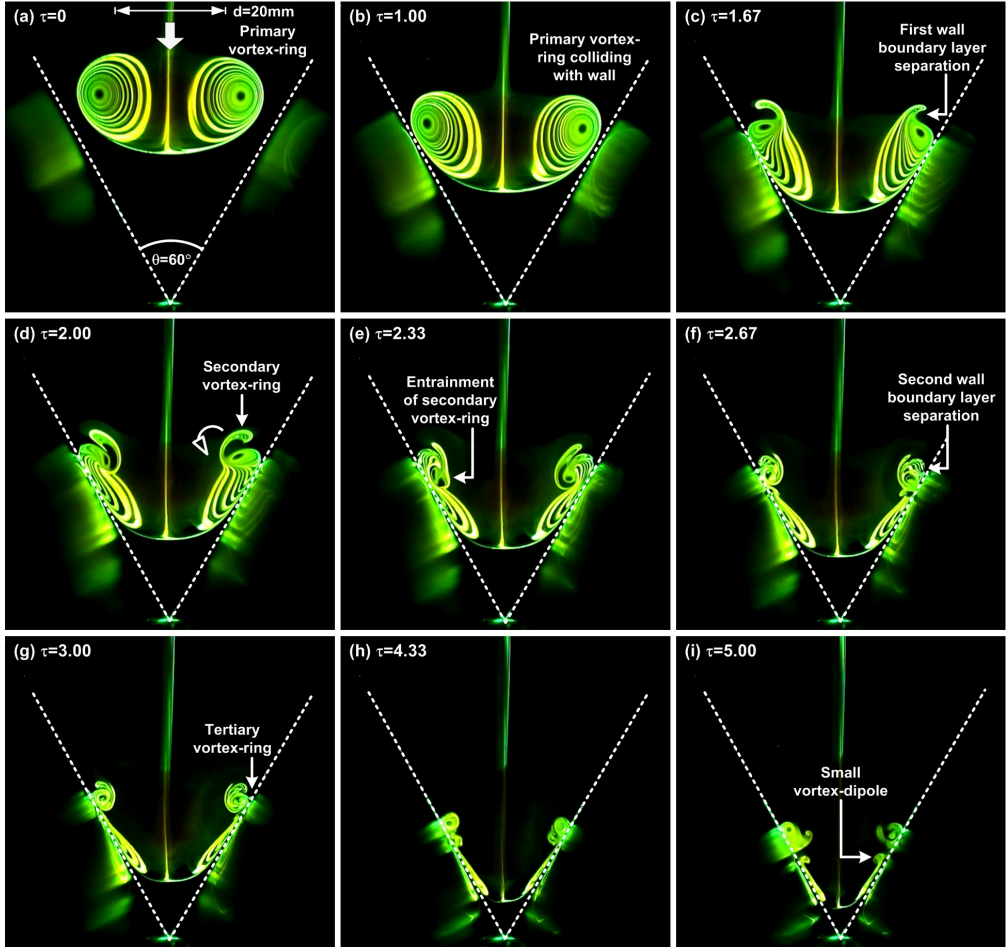 (a) τ=0
d=20mm
Primary
vortex-ring
θ=60°
(b) τ=1.00
Primary vortex-
ring colliding
with wall
(c) τ=1.67
First wall
boundary layer
separation
(d) τ=2.00
Secondary
vortex-ring
(e) τ=2.33
Entrainment
of secondary
vortex-ring
(f) τ=2.67
Second wall
boundary layer
separation
(g) τ=3.00
Tertiary
vortex-ring
(h) τ=4.33
(i) τ=5.00
Small
vortex-dipole